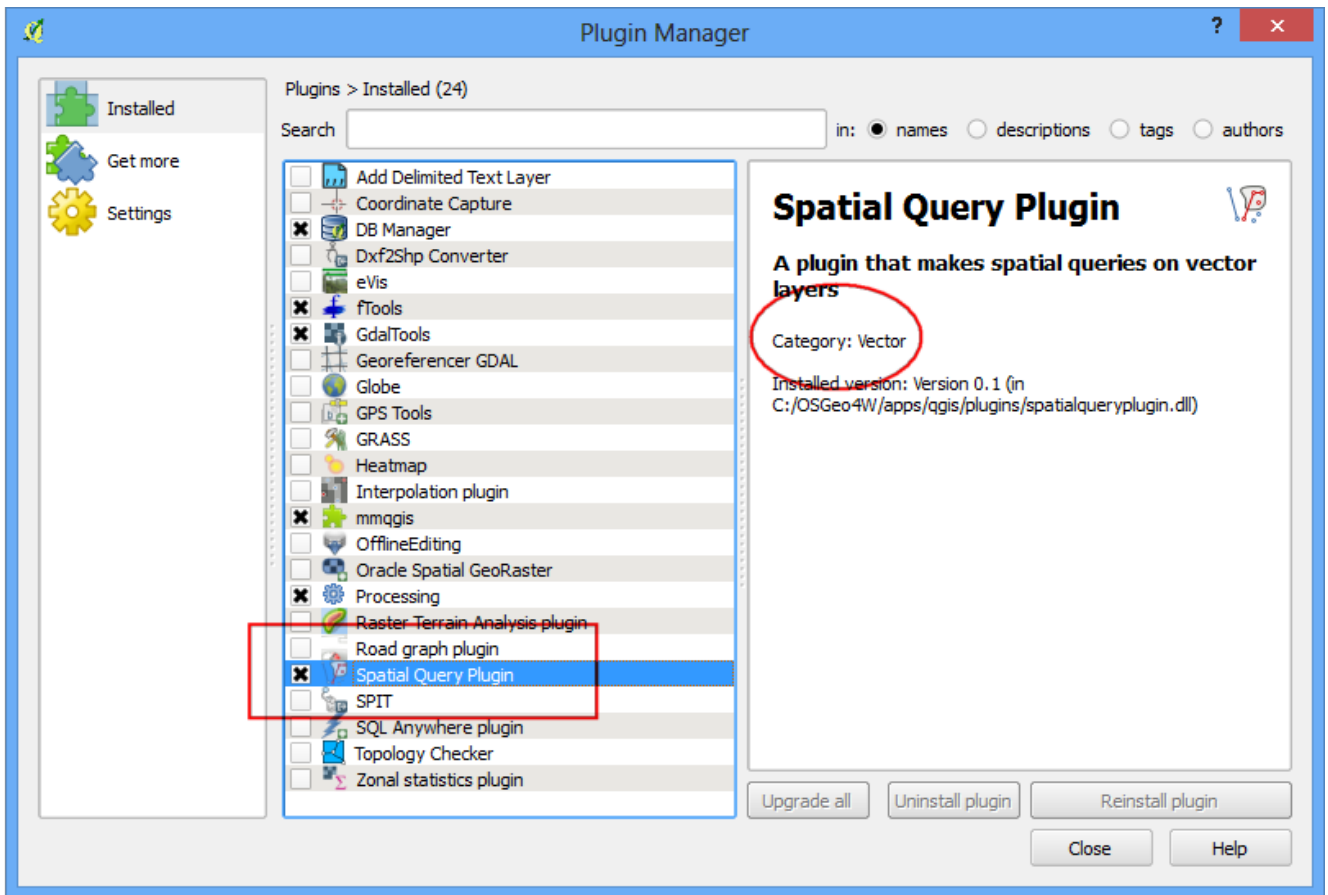 Plugin Manager
?
Plugins > Installed (24)
Installed
Get more
Settings
Search
in: names descriptions tags authors
Add Delimited Text Layer
Coordinate Capture
DB Manager
Dxf2Shp Converter
eVis
fTools
GdalTools
Georeferencer GDAL
Globe
GPS Tools
GRASS
Heatmap
Interpolation plugin
mmqgis
OfflineEditing
Oracle Spatial GeoRaster
Processing
Raster Terrain Analysis plugin
Road graph plugin
Spatial Query Plugin
SPIT
SQL Anywhere plugin
Topology Checker
Zonal statistics plugin
Spatial Query Plugin
A plugin that makes spatial queries on vector
layers
Category: Vector
Installed version: Version 0.1 (in
C:/OSGeo4W/apps/qgis/plugins/spatialqueryplugin.dll)
Upgrade all
Uninstall plugin
Reinstall plugin
Close
Help